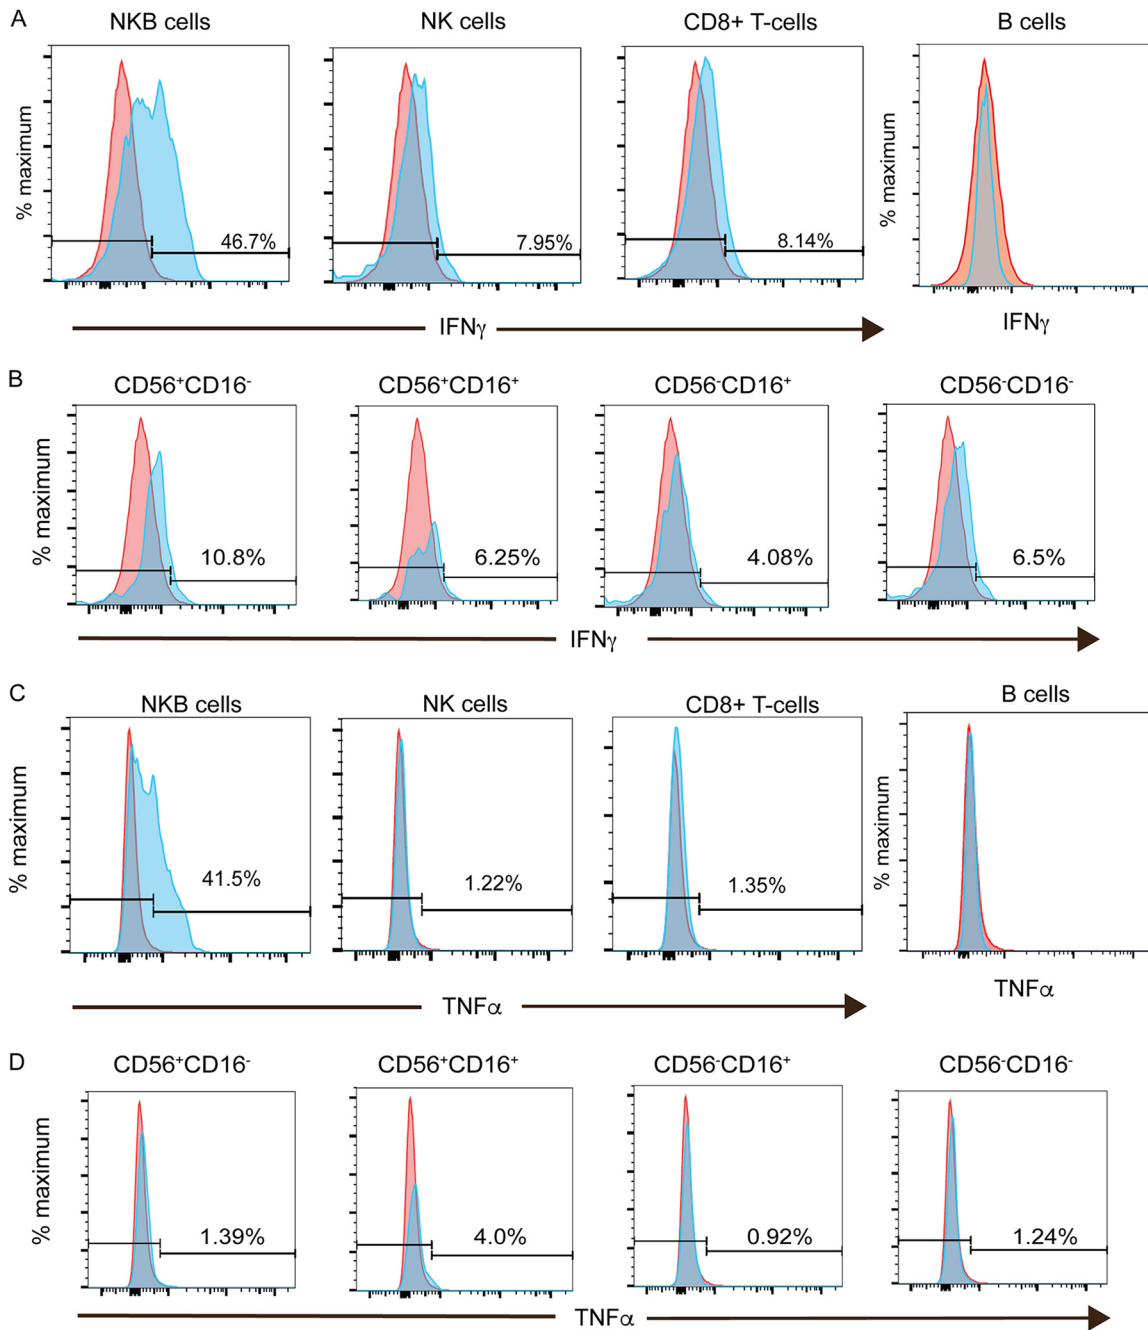 A
NKB cells
NK cells
CD8+ T-cells
B cells
% maximum
46.7%
7.95%
8.14%
% maximum
IFNγ
IFNγ
B
CD56⁺CD16⁻
CD56⁺CD16⁺
CD56⁻CD16⁺
CD56⁻CD16⁻
% maximum
10.8%
6.25%
4.08%
6.5%
IFNγ
C
NKB cells
NK cells
CD8+ T-cells
B cells
% maximum
41.5%
1.22%
1.35%
% maximum
TNFα
TNFα
D
CD56⁺CD16⁻
CD56⁺CD16⁺
CD56⁻CD16⁺
CD56⁻CD16⁻
% maximum
1.39%
4.0%
0.92%
1.24%
TNFα